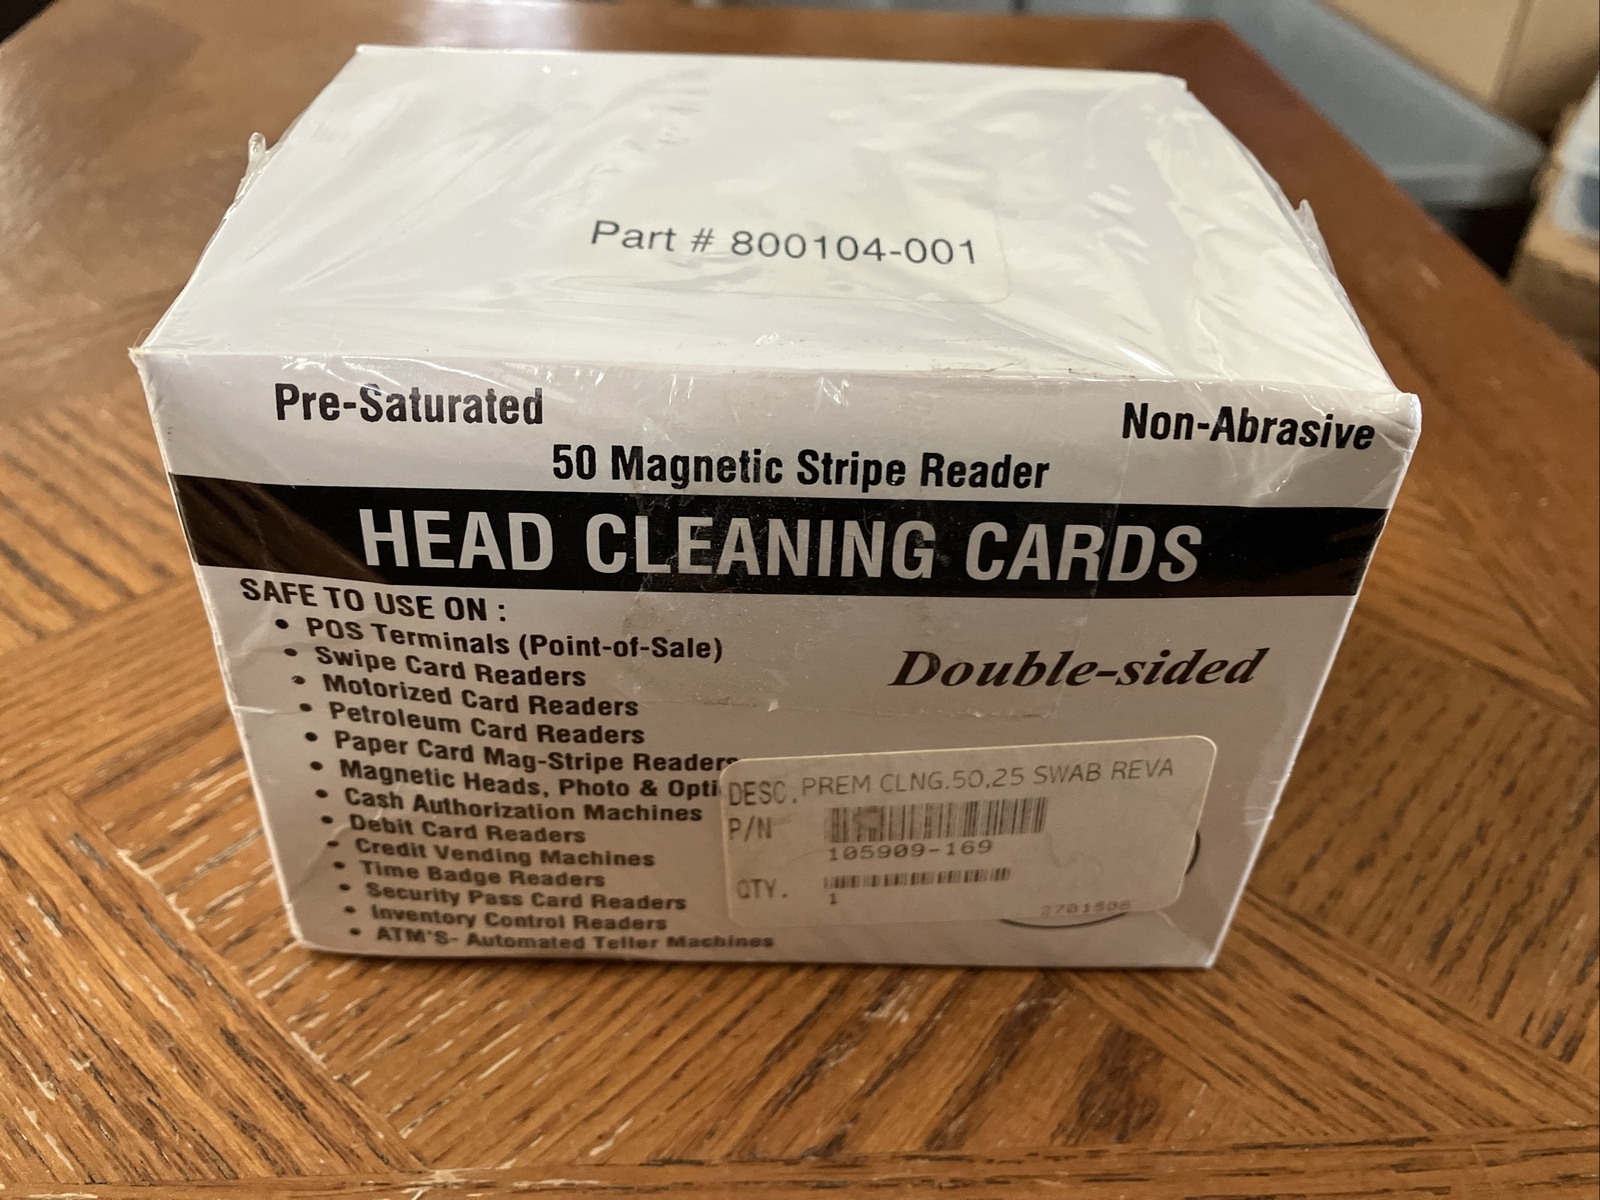 Part # 800104-001
Pre-Saturated
Non-Abrasive
50 Magnetic Stripe Reader
HEAD CLEANING CARDS
SAFE TO USE ON :
• POS Terminals (Point-of-Sale)
• Swipe Card Readers
• Motorized Card Readers
• Petroleum Card Readers
• Paper Card Mag-Stripe Readers
• Magnetic Heads, Photo & Opti
• Cash Authorization Machines
• Debit Card Readers
• Credit Vending Machines
• Time Badge Readers
• Security Pass Card Readers
• Inventory Control Readers
• ATM'S- Automated Teller Machines
Double-sided
DESC. PREM CLNG.50,25 SWAB REVA
P/N
105909-169
QTY.
1
2701506